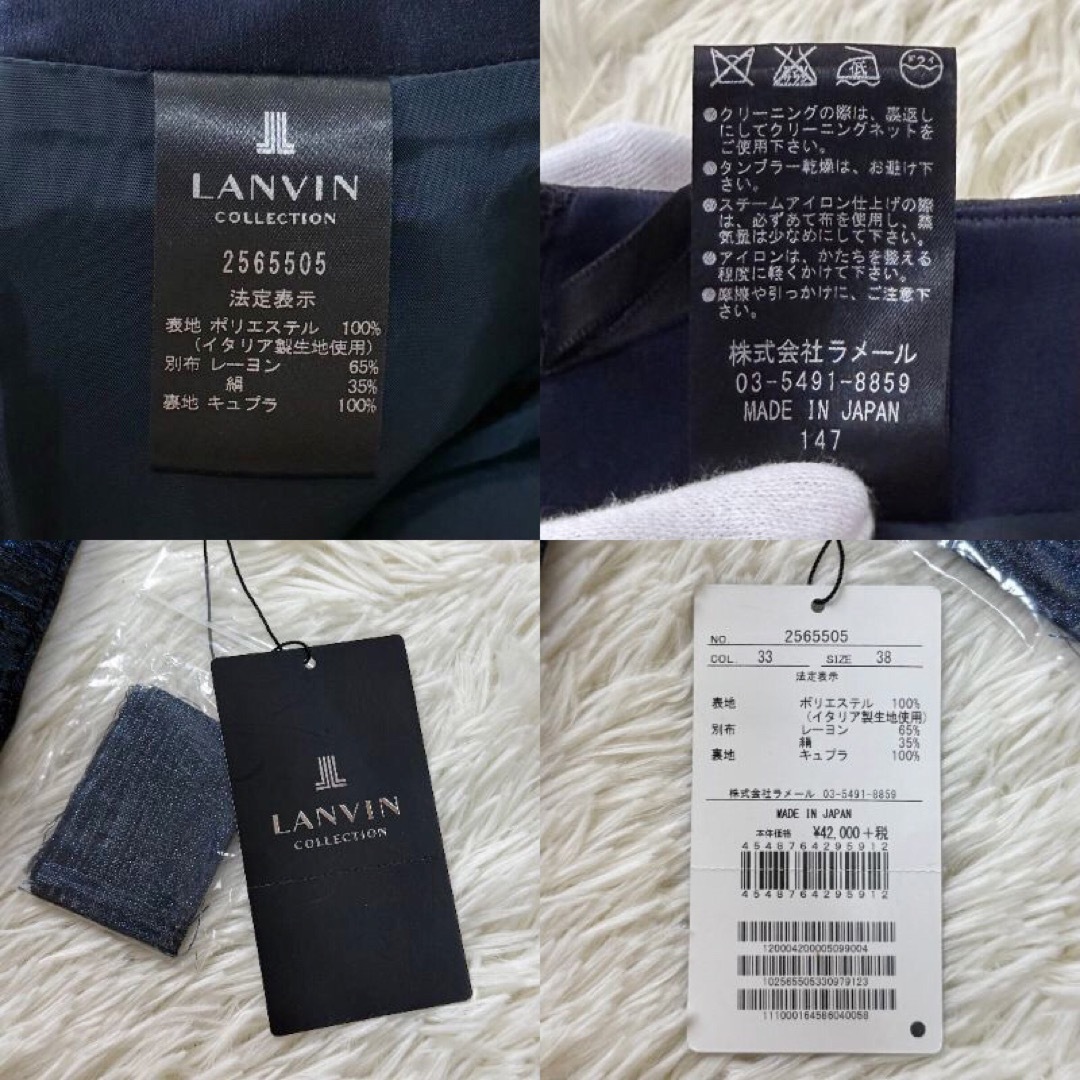 LANVIN
COLLECTION
2565505
法定表示
表地 ポリエステル 100%
(イタリア製生地使用)
別布 レーヨン 65%
絹 35%
裏地 キュプラ 100%
低
ドライ
●クリーニングの際は、裏返し
にしてクリーニングネットを
ご使用下さい。
●タンブラー乾燥は、お避け下
さい。
●スチームアイロン仕上げの際
は、必ずあて布を使用し、蒸
気量は少なめにして下さい。
●アイロンは、かたちを整える
程度に軽くかけて下さい。
●摩擦や引っかけに、ご注意下
さい。
株式会社ラメール
03-5491-8859
MADE IN JAPAN
147
LANVIN
COLLECTION
NO. 2565505
COL. 33 SIZE 38
法定表示
表地 ポリエステル 100%
(イタリア製生地使用)
別布 レーヨン 65%
絹 35%
裏地 キュプラ 100%
株式会社ラメール 03-5491-8859
MADE IN JAPAN
本体価格 ¥42,000+税
4548764295912
4548764295912
120004200005099004
102565505330979123
111000164586040058